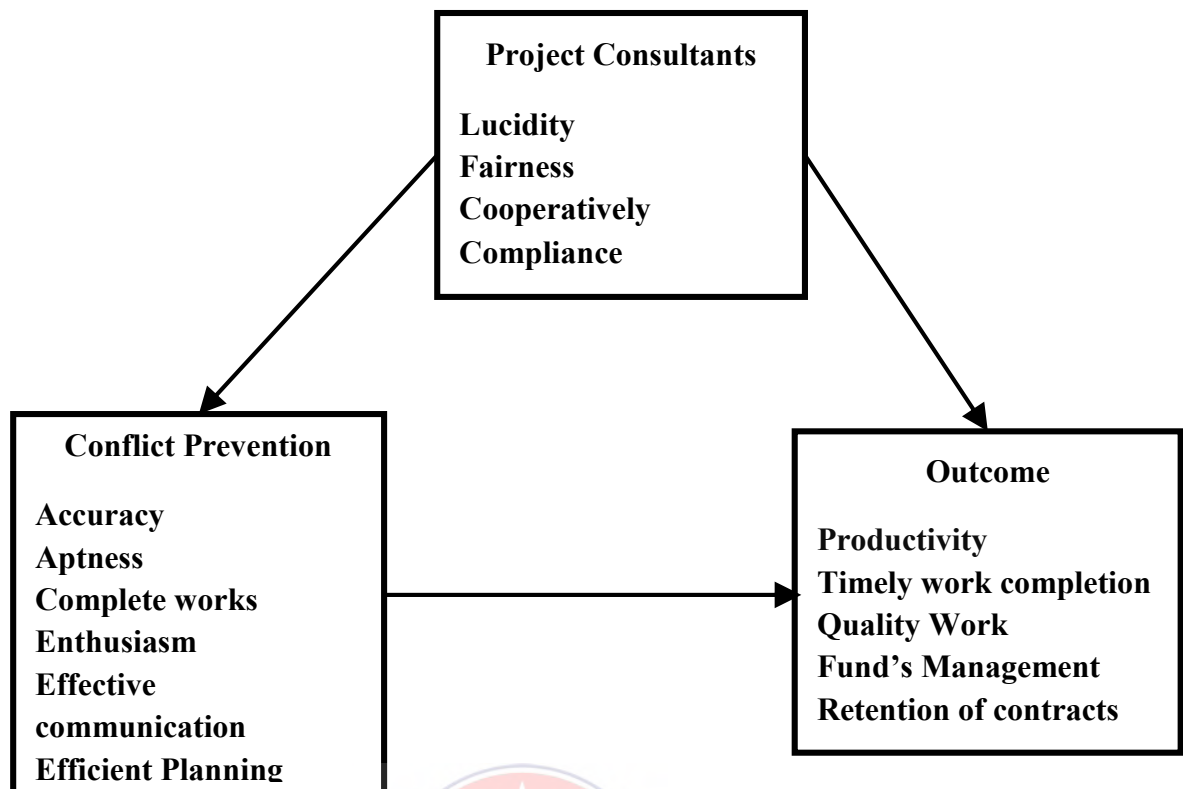 Project Consultants
Lucidity
Fairness
Cooperatively
Compliance
Conflict Prevention
Accuracy
Aptness
Complete works
Enthusiasm
Effective
communication
Efficient Planning
Outcome
Productivity
Timely work completion
Quality Work
Fund’s Management
Retention of contracts